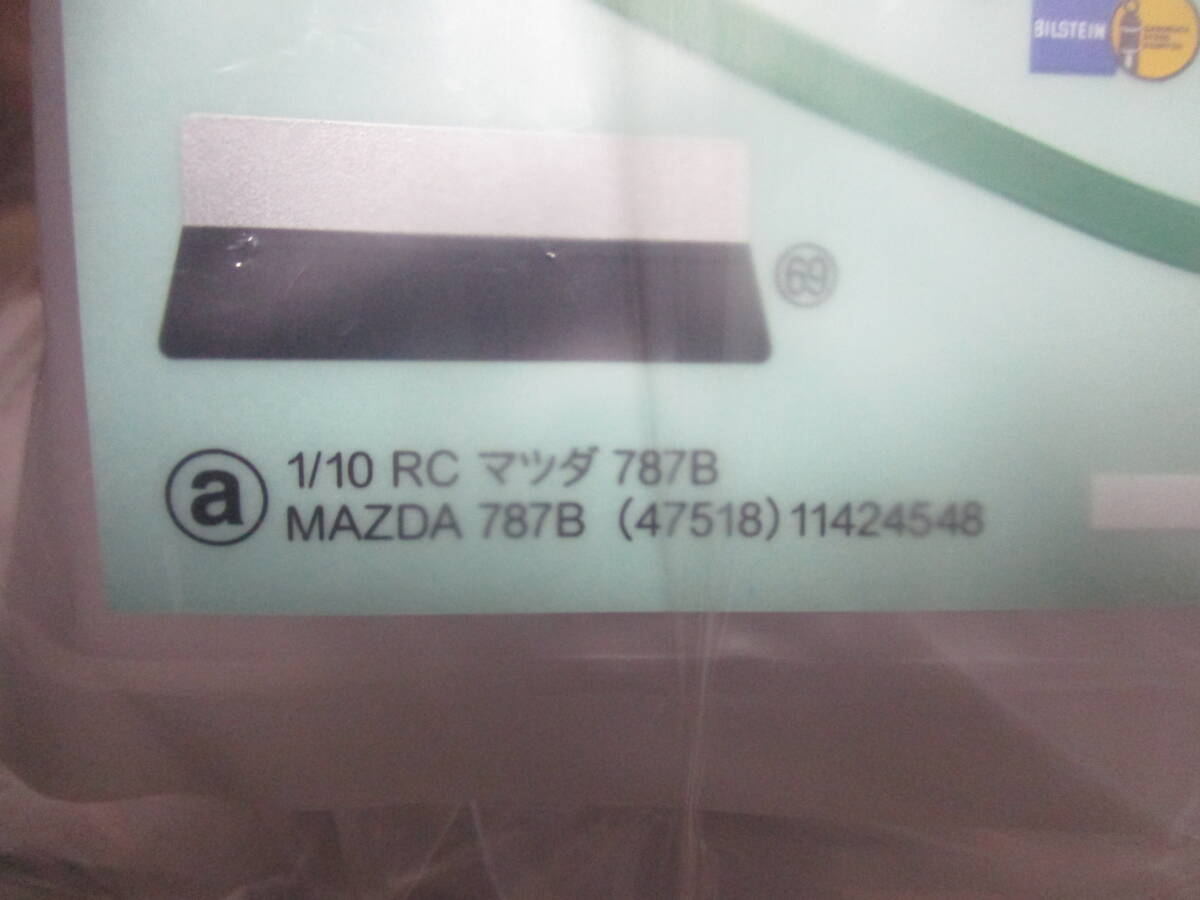 BILSTEIN
69
a
1/10 RC マツダ 787B
MAZDA 787B (47518) 11424548